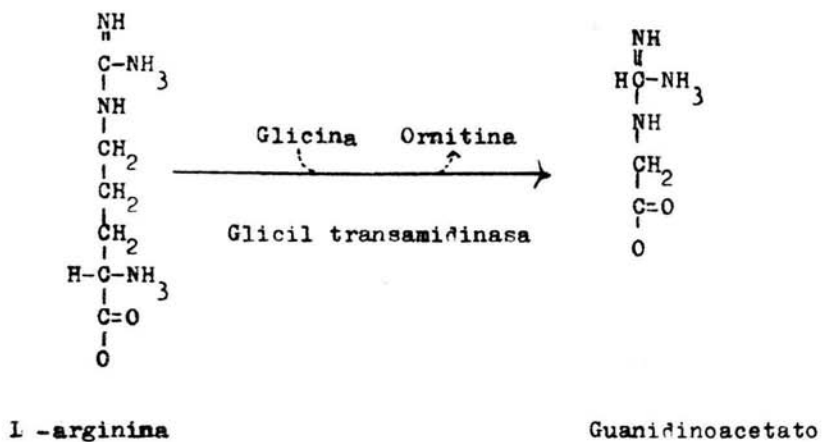 NH
"
C-NH3
NH
CH2
CH2
CH2
H-C-NH3
C=O
O
Glicina Ornitina
Glicil transamidinasa
NH
HC-NH3
NH
CH2
C=O
O
L -arginina
Guanidinoacetato